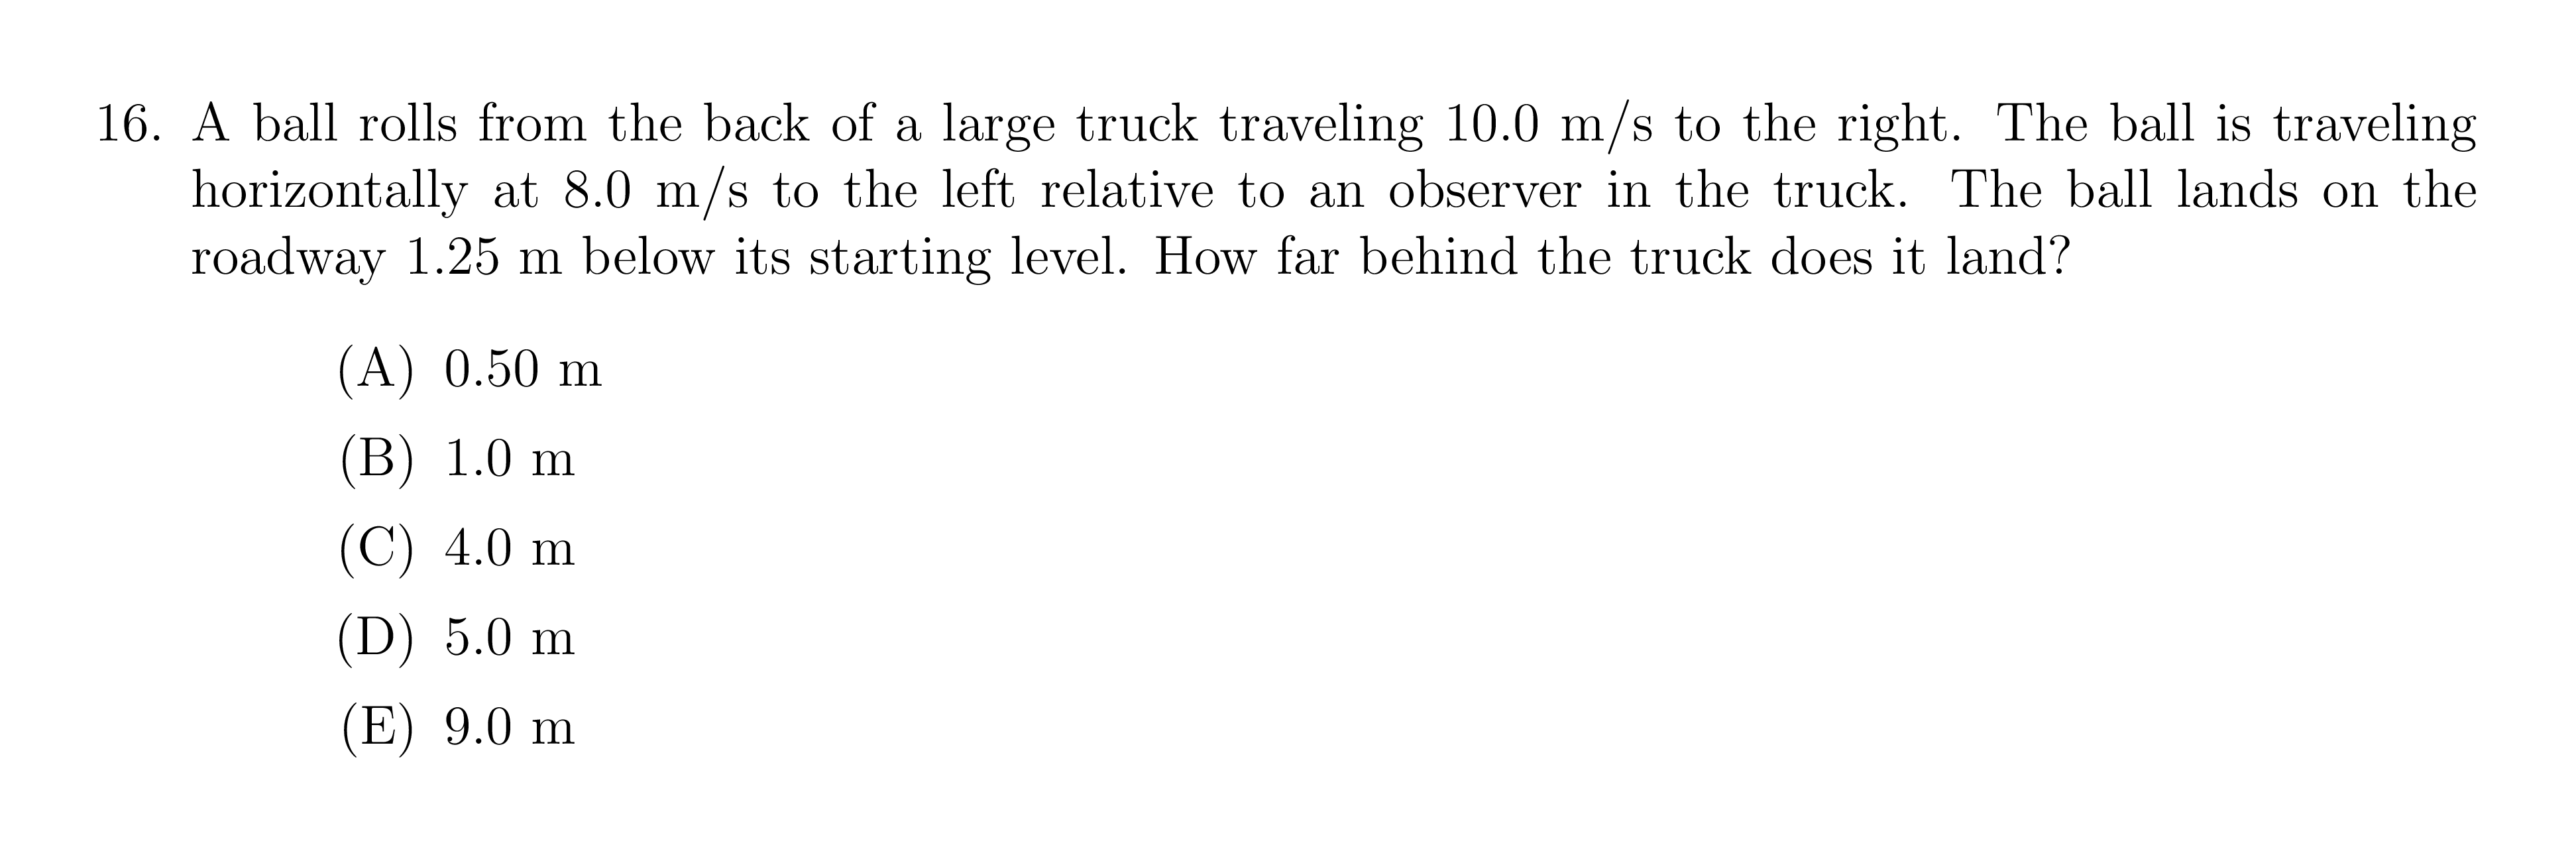 16. A ball rolls from the back of a large truck traveling 10.0 m/s to the right. The ball is traveling
horizontally at 8.0 m/s to the left relative to an observer in the truck. The ball lands on the
roadway 1.25 m below its starting level. How far behind the truck does it land?
(A) 0.50 m
(B) 1.0 m
(C) 4.0 m
(D) 5.0 m
(E) 9.0 m